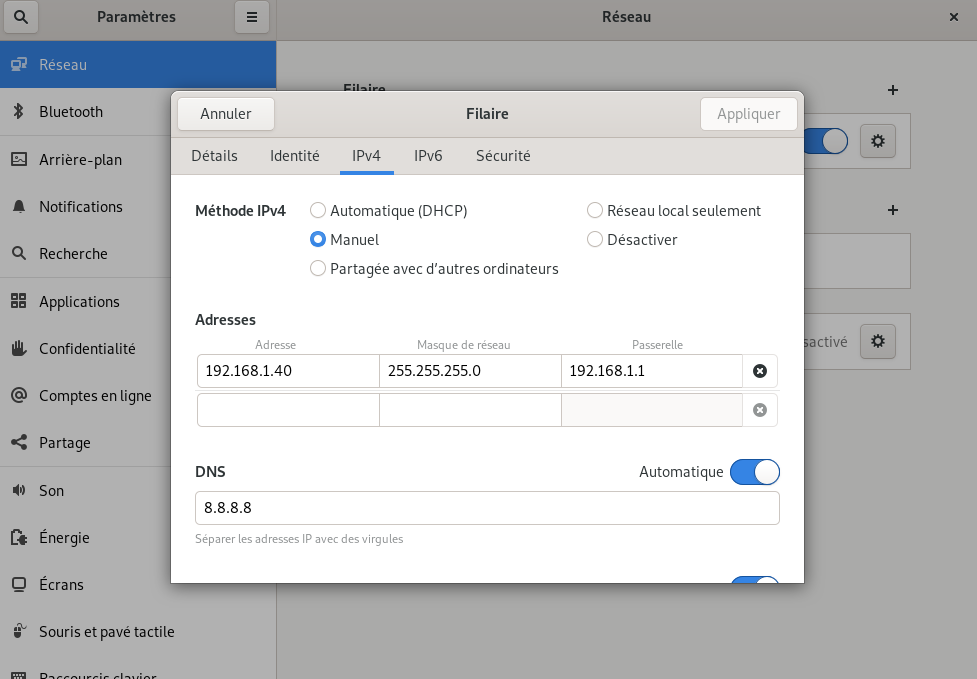 Paramètres
Réseau
Réseau
Bluetooth
Arrière-plan
Notifications
Recherche
Applications
Confidentialité
Comptes en ligne
Partage
Son
Énergie
Écrans
Souris et pavé tactile
Raccourcis clavier
Filaire
Annuler
Filaire
Appliquer
Détails
Identité
IPv4
IPv6
Sécurité
Méthode IPv4
Automatique (DHCP)
Réseau local seulement
Manuel
Désactiver
Partagée avec d’autres ordinateurs
Adresses
Adresse
Masque de réseau
Passerelle
192.168.1.40
255.255.255.0
192.168.1.1
DNS
Automatique
8.8.8.8
Séparer les adresses IP avec des virgules